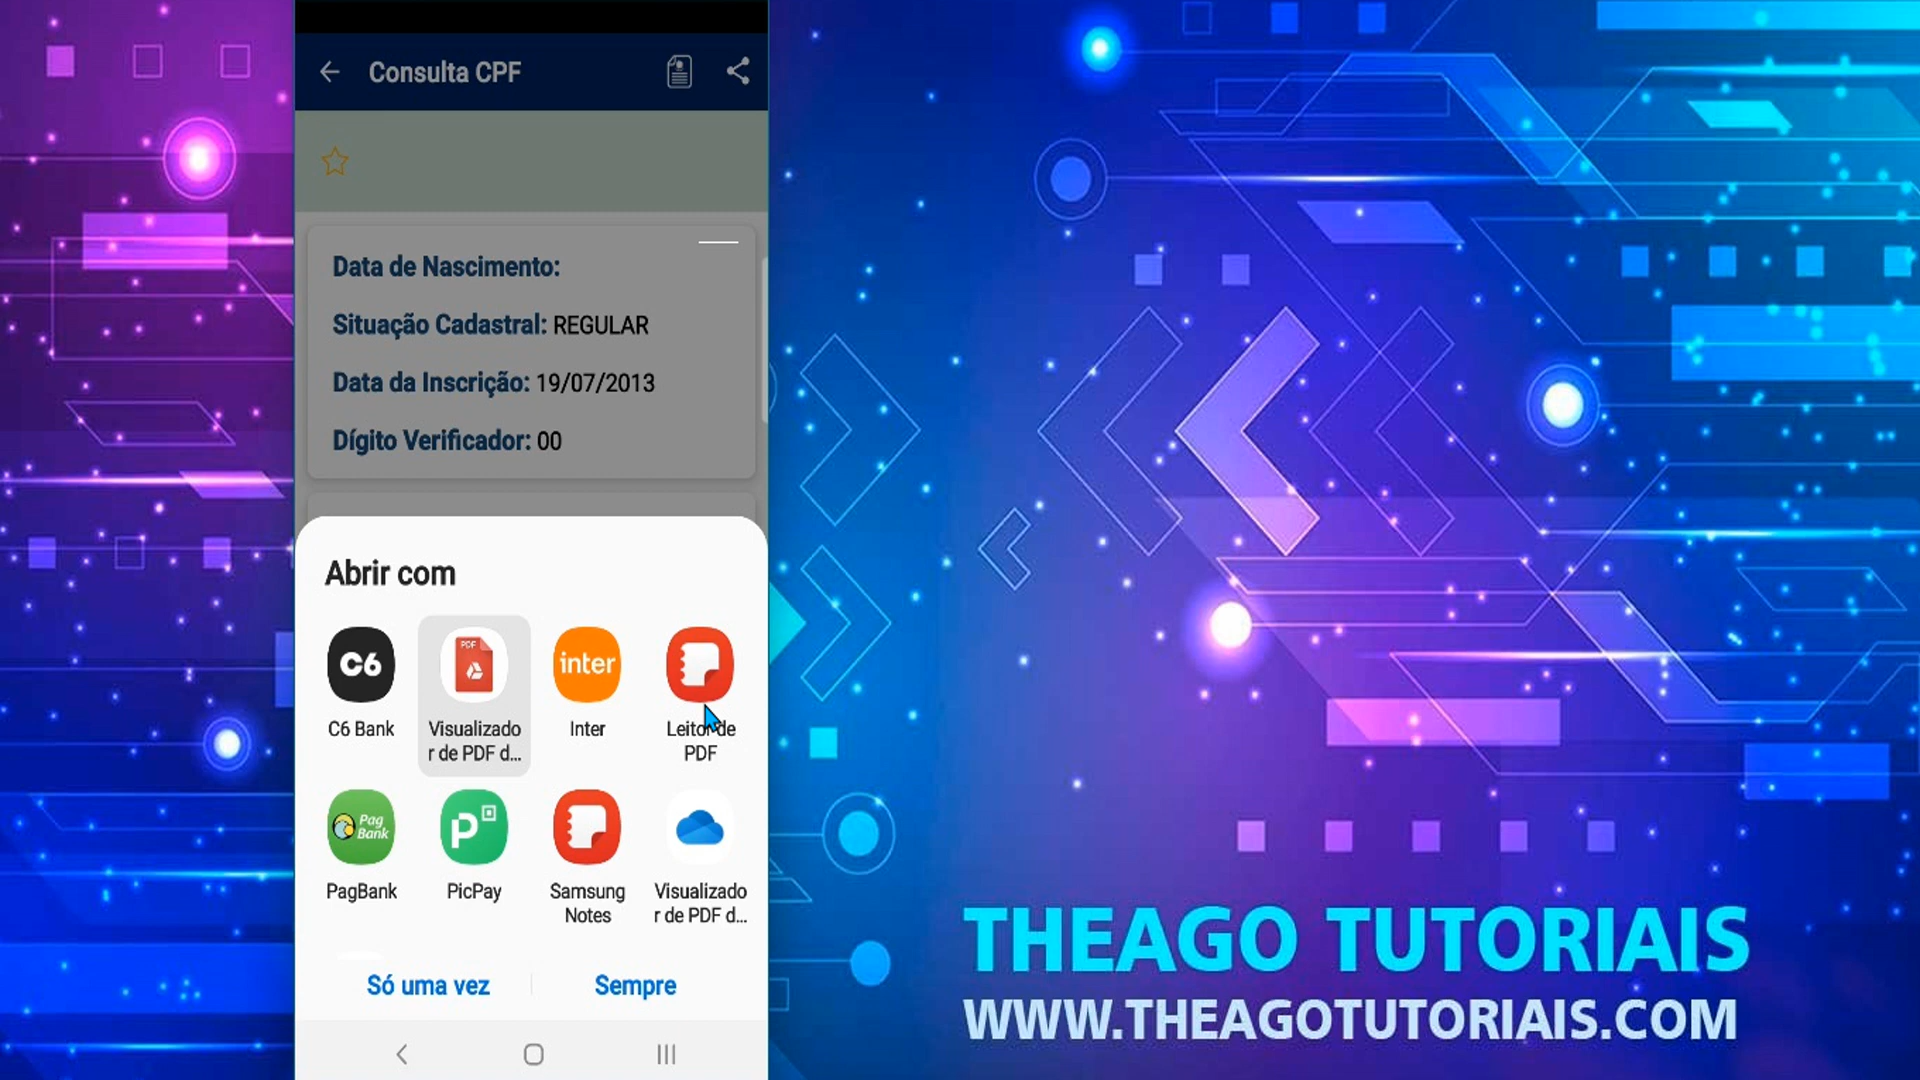 Consulta CPF
Data de Nascimento:
Situação Cadastral: REGULAR
Data da Inscrição: 19/07/2013
Dígito Verificador: 00
Abrir com
C6
PDF
inter
C6 Bank
Visualizado
r de PDF d...
Inter
Leitor de
PDF
Pag
Bank
PagBank
PicPay
Samsung
Notes
Visualizado
r de PDF d...
Só uma vez
Sempre
THEAGO TUTORIAIS
WWW.THEAGOTUTORIAIS.COM